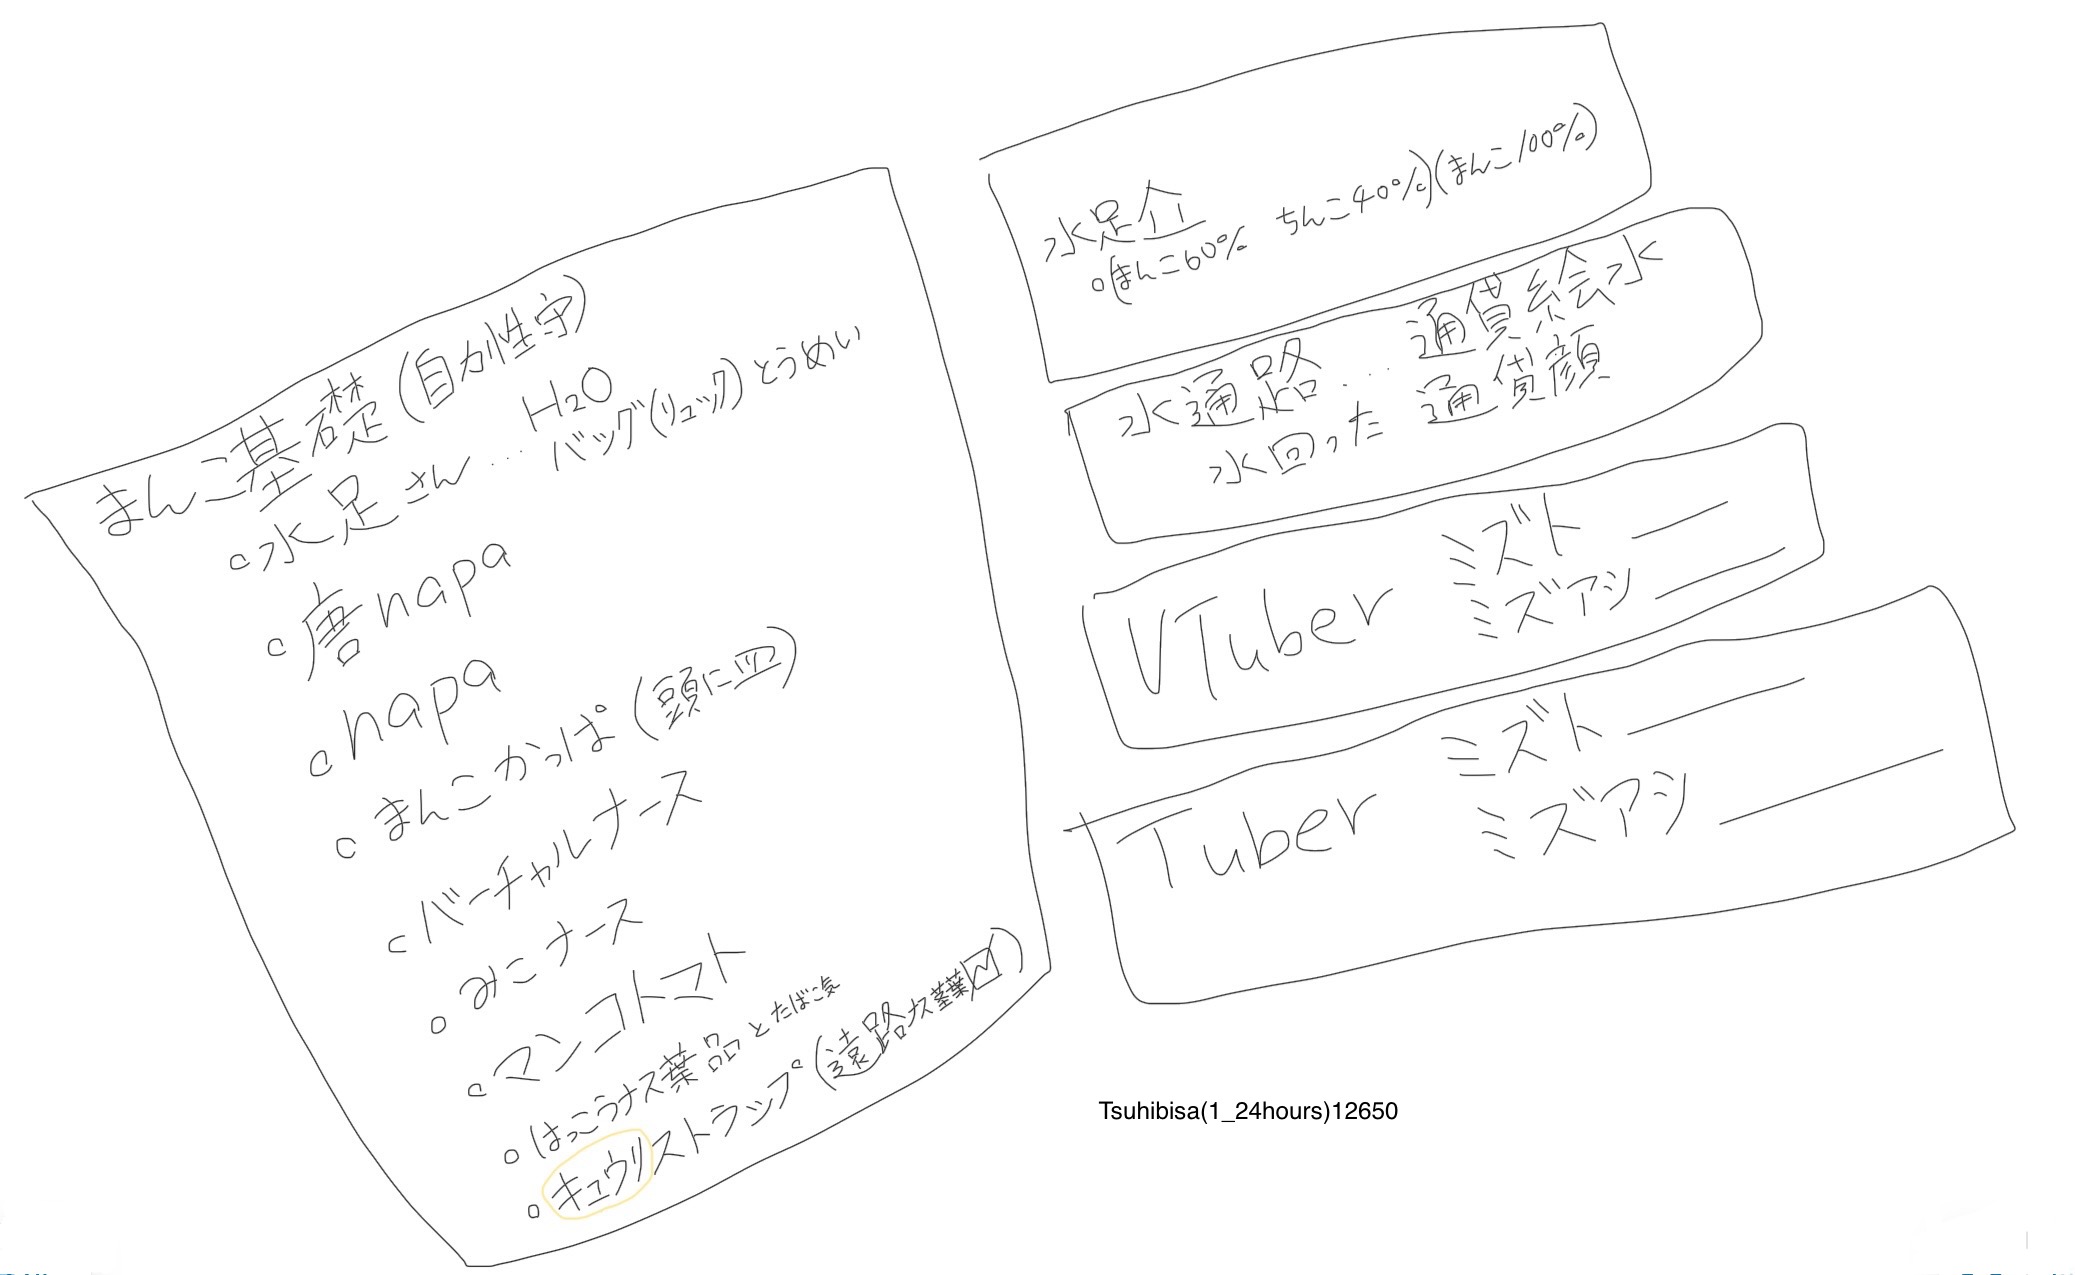 まんこ基礎(自力性守)
○水足さん… H₂O
バッグ(リュック)とうめい
○唐napa
○napa
○まんこかっぱ(頭に皿)
○バーチャルナース
○みこナース
○マンコトマト
○はっこうナス葉品とたばこ気
○キュウリストラップ(遠路ナス茎葉)
水足企
○(まんこ60% ちんこ40%)(まんこ100%)
水通路…通貨絵水
水回った通貨顔
VTuber ミズト
ミズアシ
Tuber ミズト
ミズアシ
Tsuhibisa(1_24hours)12650